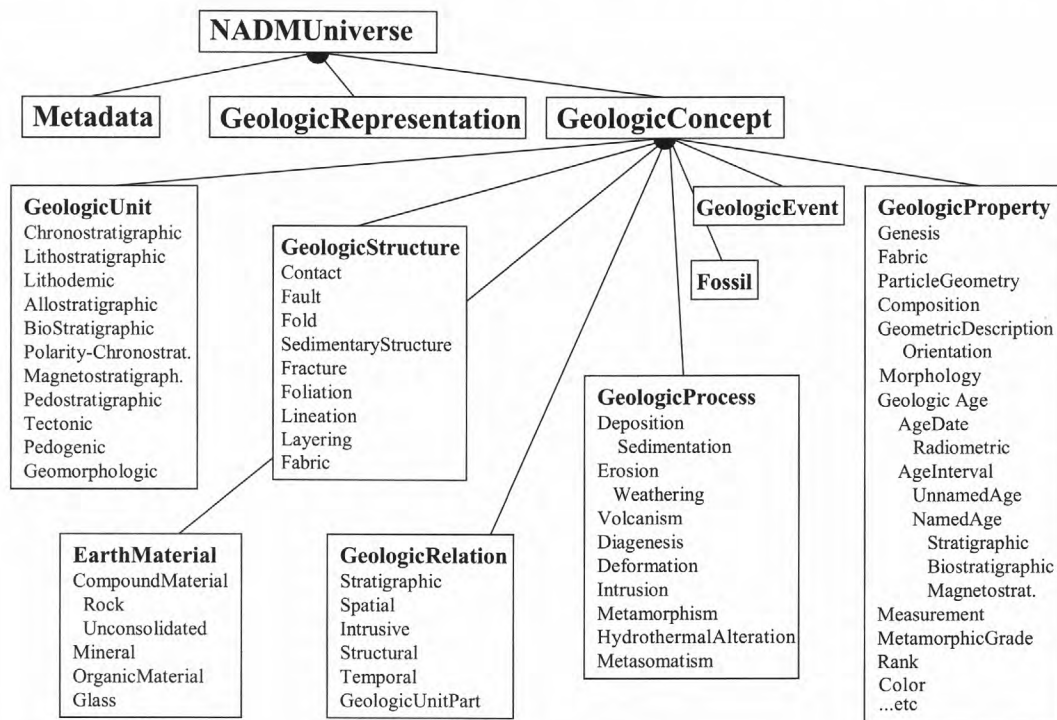 NADMUniverse
Metadata
GeologicRepresentation
GeologicConcept
GeologicUnit
Chronostratigraphic
Lithostratigraphic
Lithodemic
Allostratigraphic
BioStratigraphic
Polarity-Chronostrat.
Magnetostratigraph.
Pedostratigraphic
Tectonic
Pedogenic
Geomorphologic
GeologicStructure
Contact
Fault
Fold
SedimentaryStructure
Fracture
Foliation
Lineation
Layering
Fabric
GeologicEvent
Fossil
GeologicProperty
Genesis
Fabric
ParticleGeometry
Composition
GeometricDescription
Orientation
Morphology
Geologic Age
AgeDate
Radiometric
AgeInterval
UnnamedAge
NamedAge
Stratigraphic
Biostratigraphic
Magnetostrat.
Measurement
MetamorphicGrade
Rank
Color
...etc
GeologicProcess
Deposition
Sedimentation
Erosion
Weathering
Volcanism
Diagenesis
Deformation
Intrusion
Metamorphism
HydrothermalAlteration
Metasomatism
EarthMaterial
CompoundMaterial
Rock
Unconsolidated
Mineral
OrganicMaterial
Glass
GeologicRelation
Stratigraphic
Spatial
Intrusive
Structural
Temporal
GeologicUnitPart